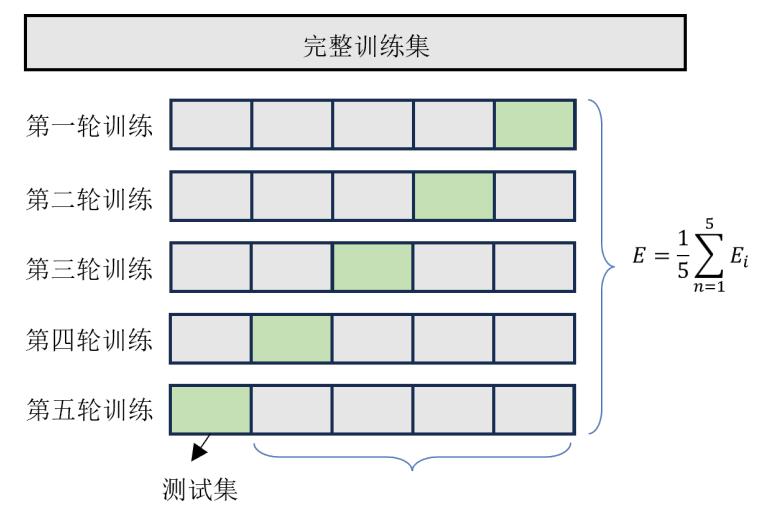 完整训练集
第一轮训练
第二轮训练
第三轮训练
第四轮训练
第五轮训练
E = \frac{1}{5}\sum_{n=1}^{5} E_i
测试集